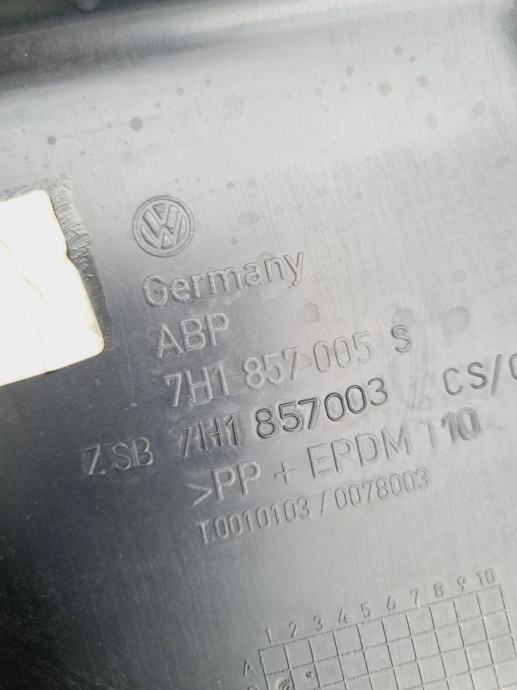 Germany
ABP
7H1 857 005 S
ZSB 7H1 857003 CS/
>PP + EPDM T10
T.0010103 / 0078003
1 2 3 4 5 6 7 8 9 10
A